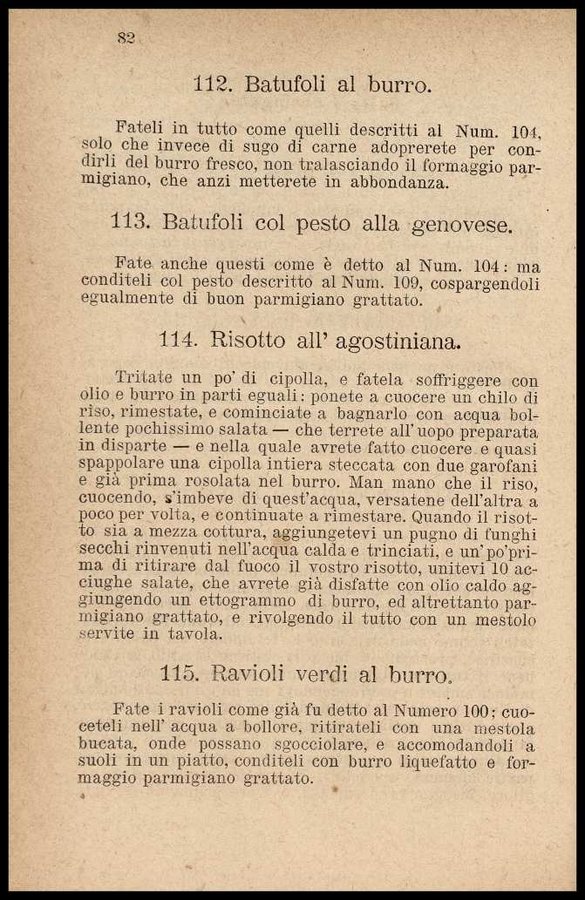 82
112. Batufoli al burro.
Fateli in tutto come quelli descritti al Num. 104,
solo che invece di sugo di carne adoprerete per con-
dirli del burro fresco, non tralasciando il formaggio par-
migiano, che anzi metterete in abbondanza.
113. Batufoli col pesto alla genovese.
Fate anche questi come è detto al Num. 104: ma
conditeli col pesto descritto al Num. 109, cospargendoli
egualmente di buon parmigiano grattato.
114. Risotto all' agostiniana.
Tritate un po' di cipolla, e fatela soffriggere con
olio e burro in parti eguali: ponete a cuocere un chilo di
riso, rimestate, e cominciate a bagnarlo con acqua bol-
lente pochissimo salata — che terrete all'uopo preparata
in disparte — e nella quale avrete fatto cuocere e quasi
spappolare una cipolla intiera steccata con due garofani
e già prima rosolata nel burro. Man mano che il riso,
cuocendo, s'imbeve di quest'acqua, versatene dell'altra a
poco per volta, e continuate a rimestare. Quando il risot-
to sia a mezza cottura, aggiungetevi un pugno di funghi
secchi rinvenuti nell'acqua calda e trinciati, e un'po'pri-
ma di ritirare dal fuoco il vostro risotto, unitevi 10 ac-
ciughe salate, che avrete già disfatte con olio caldo ag-
giungendo un ettogrammo di burro, ed altrettanto par-
migiano grattato, e rivolgendo il tutto con un mestolo
servite in tavola.
115. Ravioli verdi al burro.
Fate i ravioli come già fu detto al Numero 100; cuo-
ceteli nell' acqua a bollore, ritirateli con una mestola
bucata, onde possano sgocciolare, e accomodandoli a
suoli in un piatto, conditeli con burro liquefatto e for-
maggio parmigiano grattato.